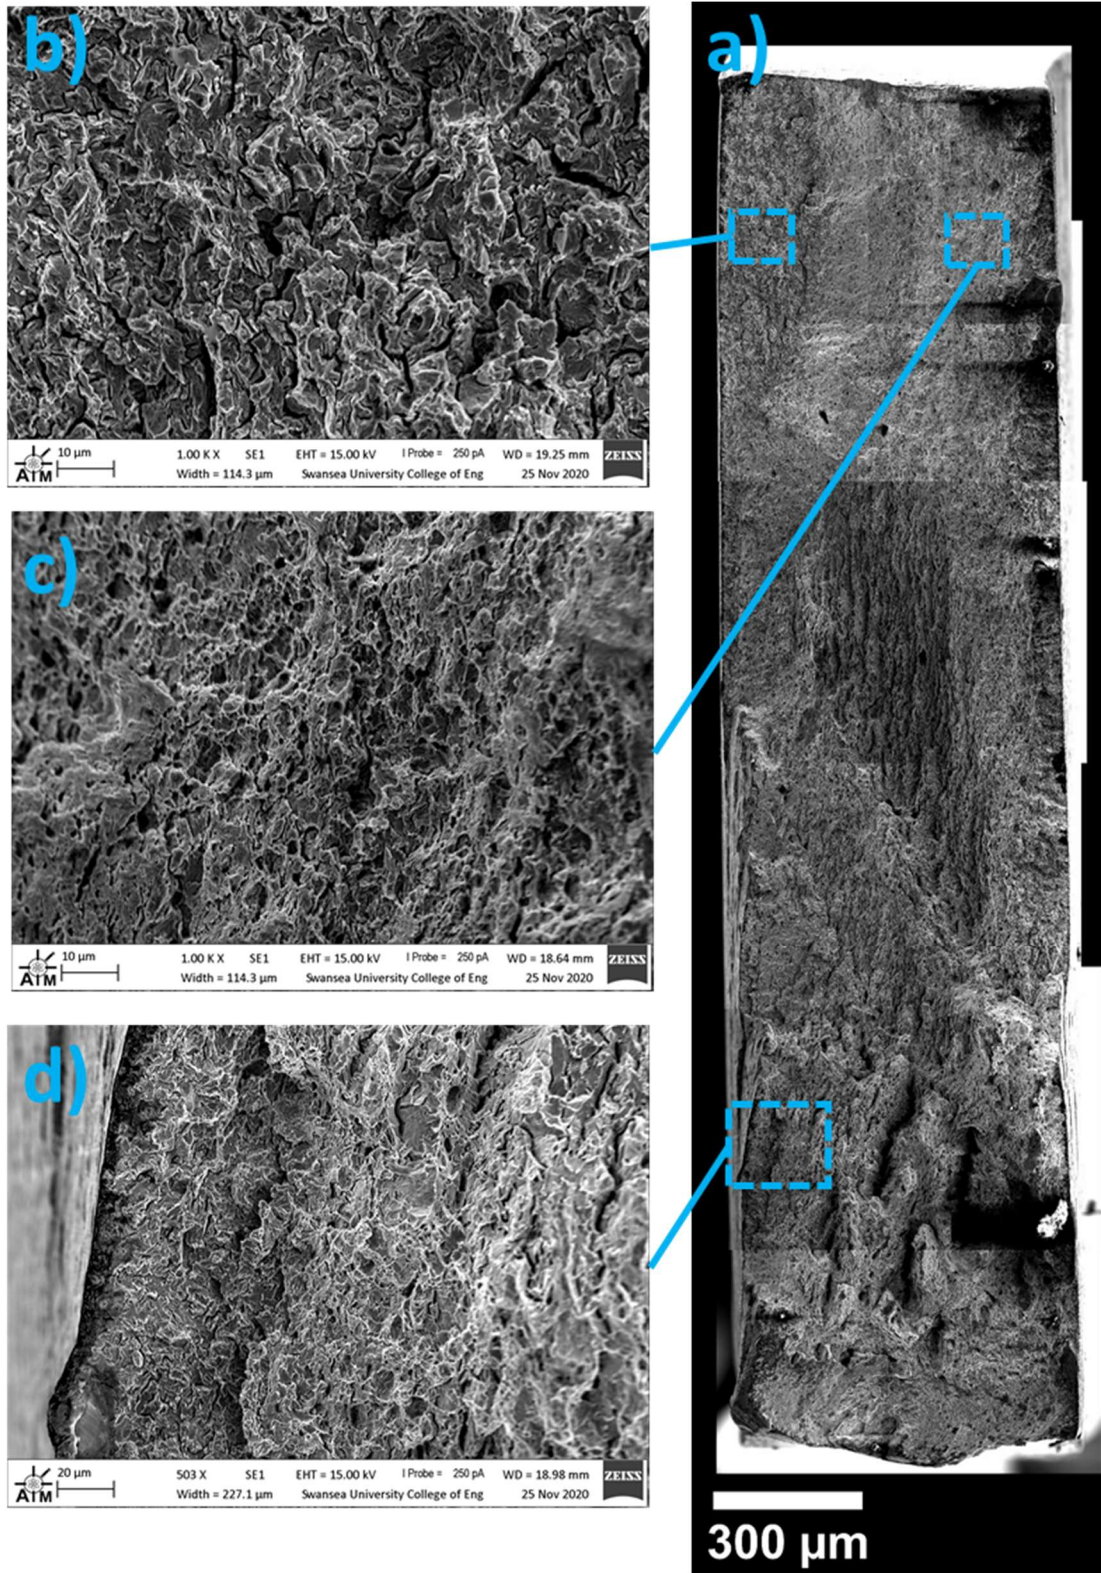 b)
10 µm
1.00 K X SE1 EHT = 15.00 kV I Probe = 250 pA WD = 19.25 mm
Width = 114.3 µm Swansea University College of Eng 25 Nov 2020
AIM
ZEISS
c)
10 µm
1.00 K X SE1 EHT = 15.00 kV I Probe = 250 pA WD = 18.64 mm
Width = 114.3 µm Swansea University College of Eng 25 Nov 2020
AIM
ZEISS
d)
20 µm
503 X SE1 EHT = 15.00 kV I Probe = 250 pA WD = 18.98 mm
Width = 227.1 µm Swansea University College of Eng 25 Nov 2020
AIM
ZEISS
a)
300 µm